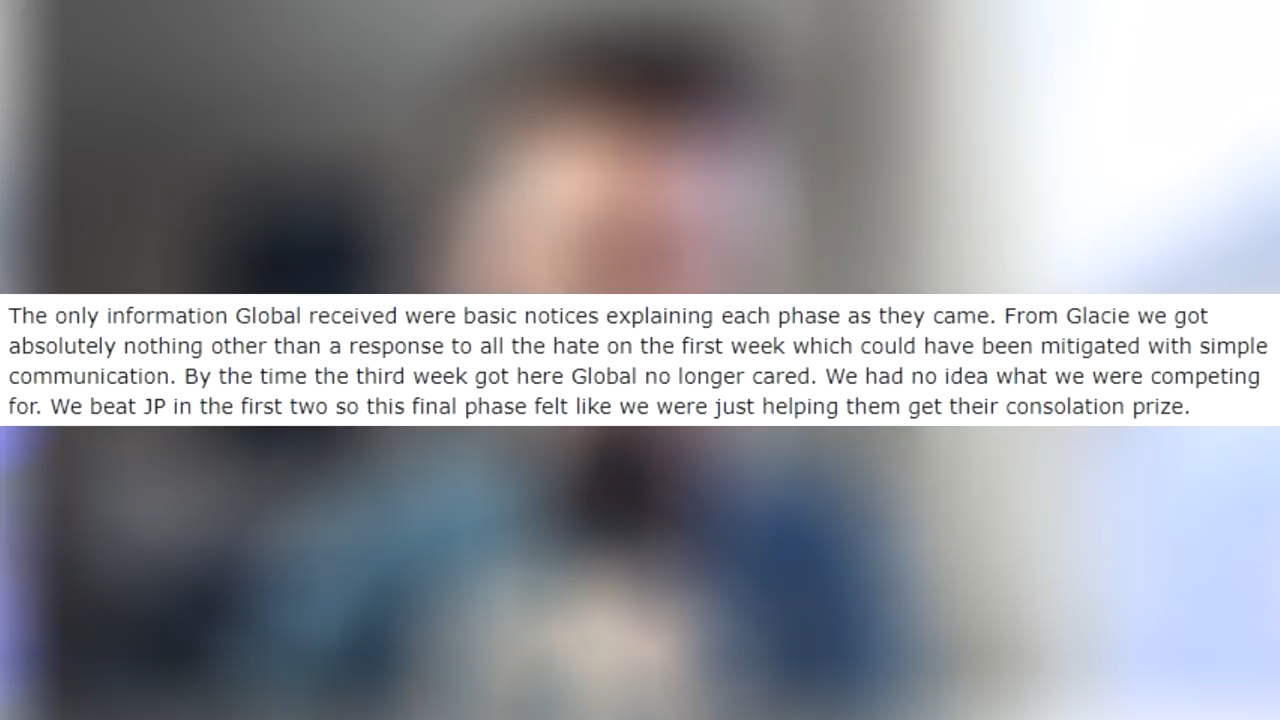 The only information Global received were basic notices explaining each phase as they came. From Glacie we got
absolutely nothing other than a response to all the hate on the first week which could have been mitigated with simple
communication. By the time the third week got here Global no longer cared. We had no idea what we were competing
for. We beat JP in the first two so this final phase felt like we were just helping them get their consolation prize.